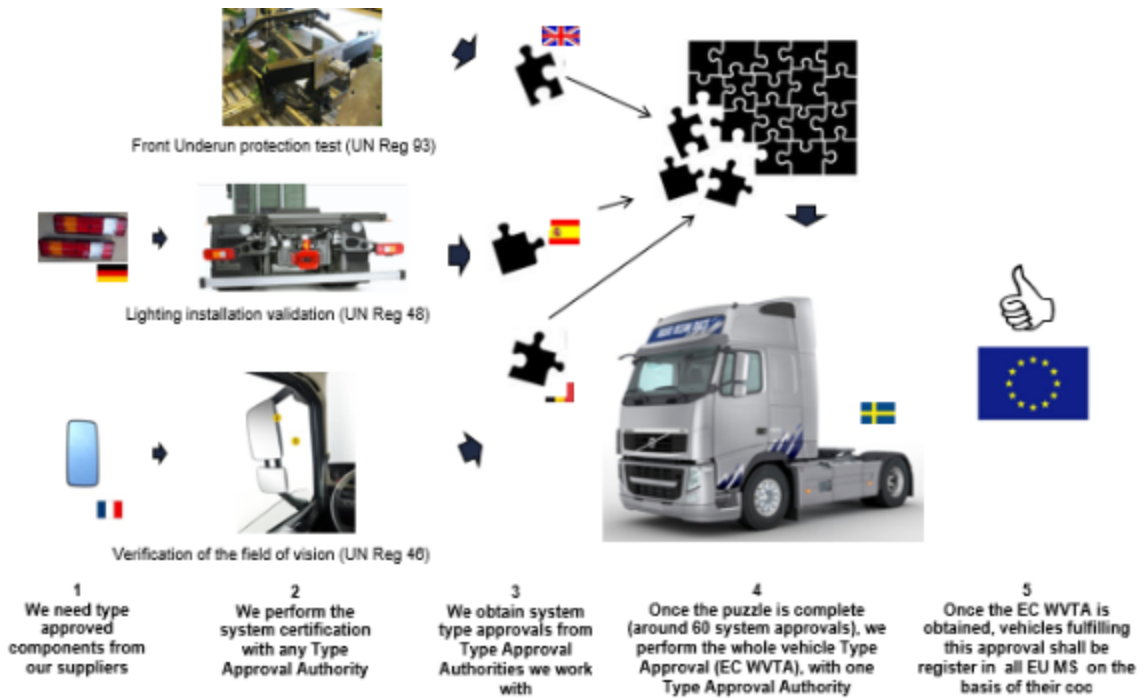 Front Underun protection test (UN Reg 93)
Lighting installation validation (UN Reg 48)
Verification of the field of vision (UN Reg 46)
1
We need type
approved
components from
our suppliers
2
We perform the
system certification
with any Type
Approval Authority
3
We obtain system
type approvals from
Type Approval
Authorities we work
with
4
Once the puzzle is complete
(around 60 system approvals), we
perform the whole vehicle Type
Approval (EC WVTA), with one
Type Approval Authority
5
Once the EC WVTA is
obtained, vehicles fulfilling
this approval shall be
register in all EU MS on the
basis of their coc